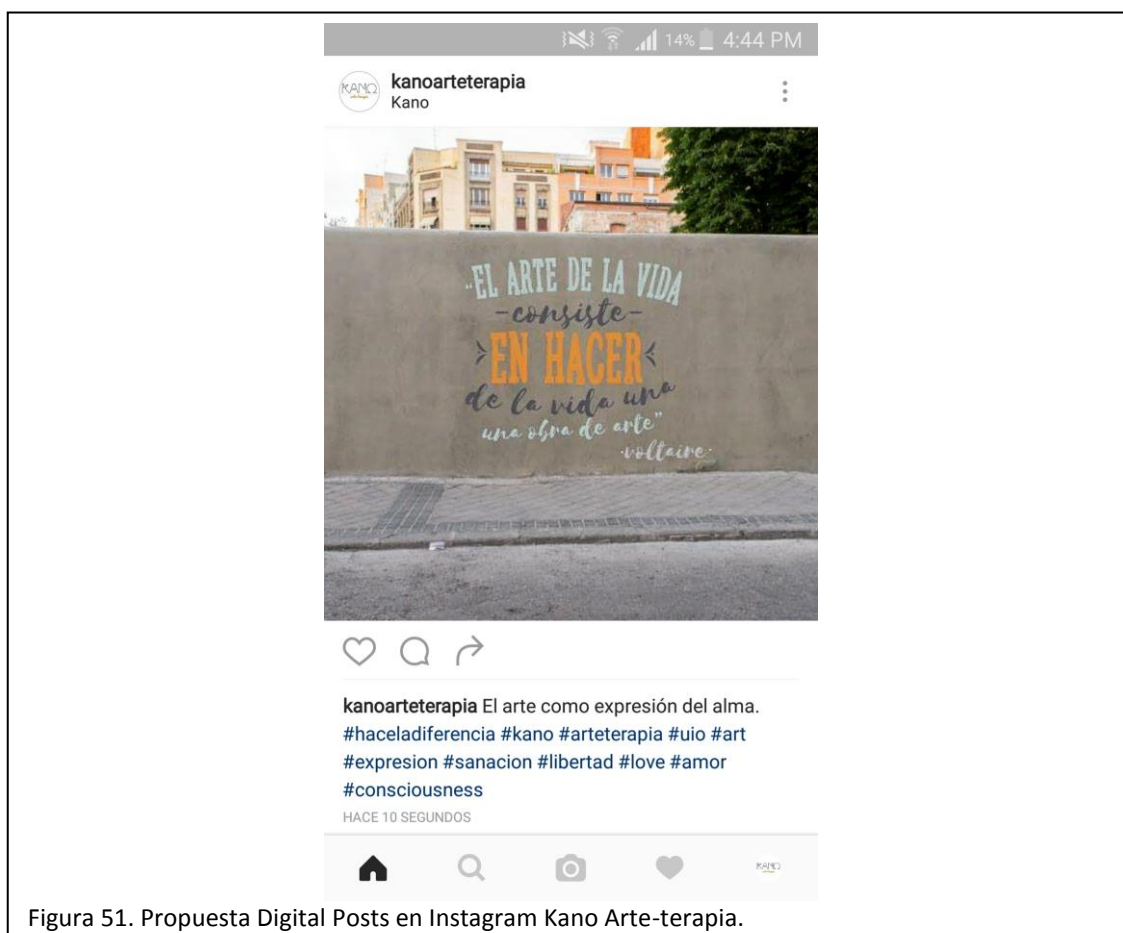 14% 4:44 PM
KANO kanoarteterapia
Kano
"EL ARTE DE LA VIDA
-consiste-
EN HACER
de la vida una
una obra de arte"
·voltaire·
kanoarteterapia El arte como expresión del alma.
#haceladiferencia #kano #arteterapia #uio #art
#expresion #sanacion #libertad #love #amor
#consciousness
HACE 10 SEGUNDOS
KANO
Figura 51. Propuesta Digital Posts en Instagram Kano Arte-terapia.